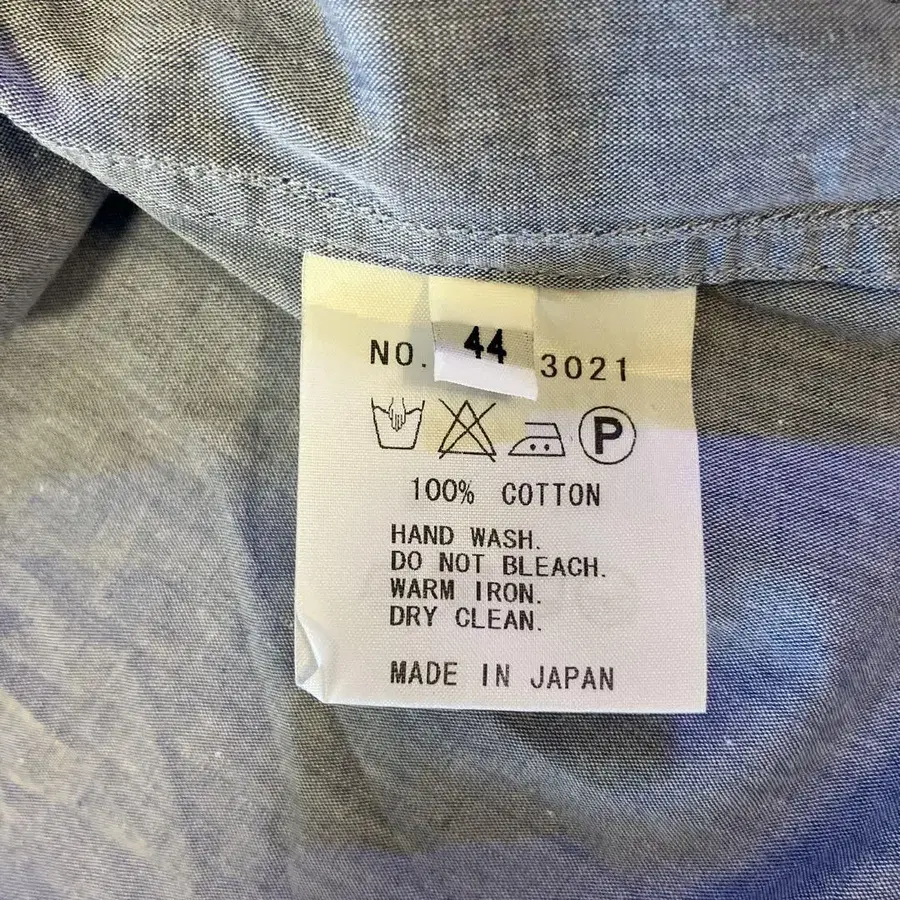 NO. 44 3021
P
100% COTTON
HAND WASH.
DO NOT BLEACH.
WARM IRON.
DRY CLEAN.
MADE IN JAPAN